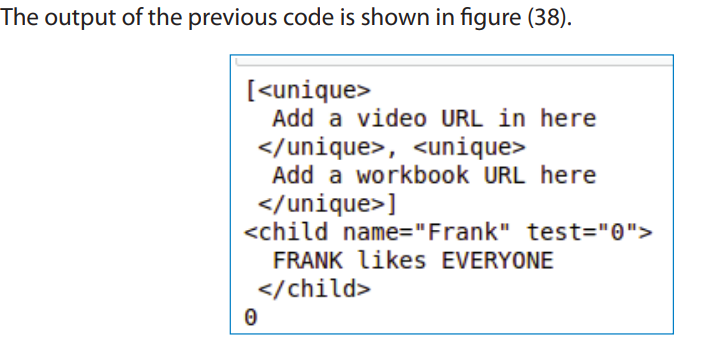 The output of the previous code is shown in figure (38).
[<unique>
  Add a video URL in here
 </unique>, <unique>
  Add a workbook URL here
 </unique>]
<child name="Frank" test="0">
  FRANK likes EVERYONE
 </child>
0